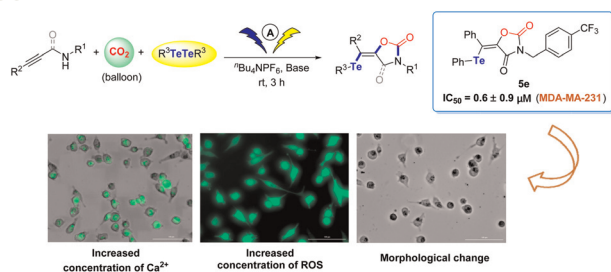 O
N
H
R¹
R²
+
CO₂
(balloon)
+
R³TeTeR³
A
ⁿBu₄NPF₆, Base
rt, 3 h
R²
R³-Te
O
O
N
R¹
O
Ph
Ph
Te
O
O
N
O
CF₃
5e
IC₅₀ = 0.6 ± 0.9 µM (MDA-MA-231)
Increased
concentration of Ca²⁺
Increased
concentration of ROS
Morphological change